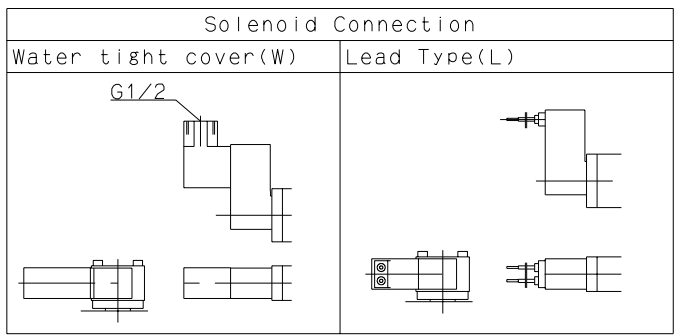 Solenoid Connection
Water tight cover(W)
Lead Type(L)
G1/2